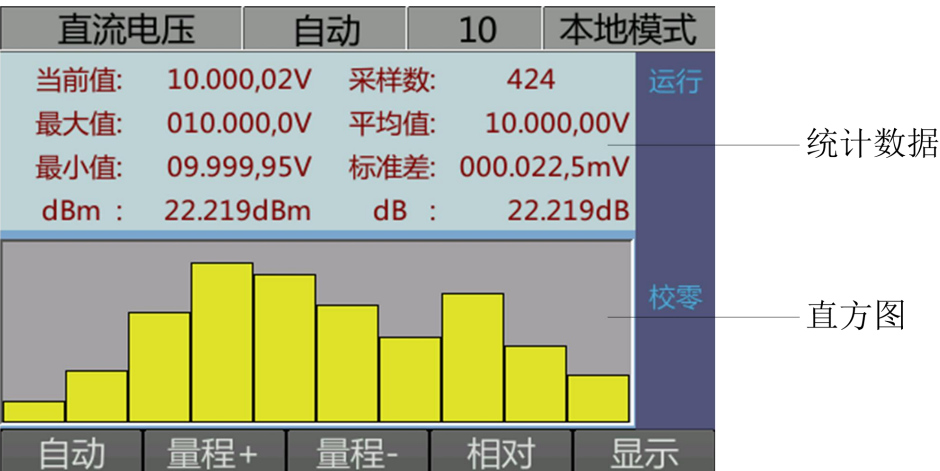 直流电压 自动 10 本地模式
当前值: 10.000,02V 采样数: 424 运行
最大值: 010.000,0V 平均值: 10.000,00V
统计数据
最小值: 09.999,95V 标准差: 000.022,5mV
dBm : 22.219dBm dB : 22.219dB
校零
直方图
自动 量程+ 量程- 相对 显示